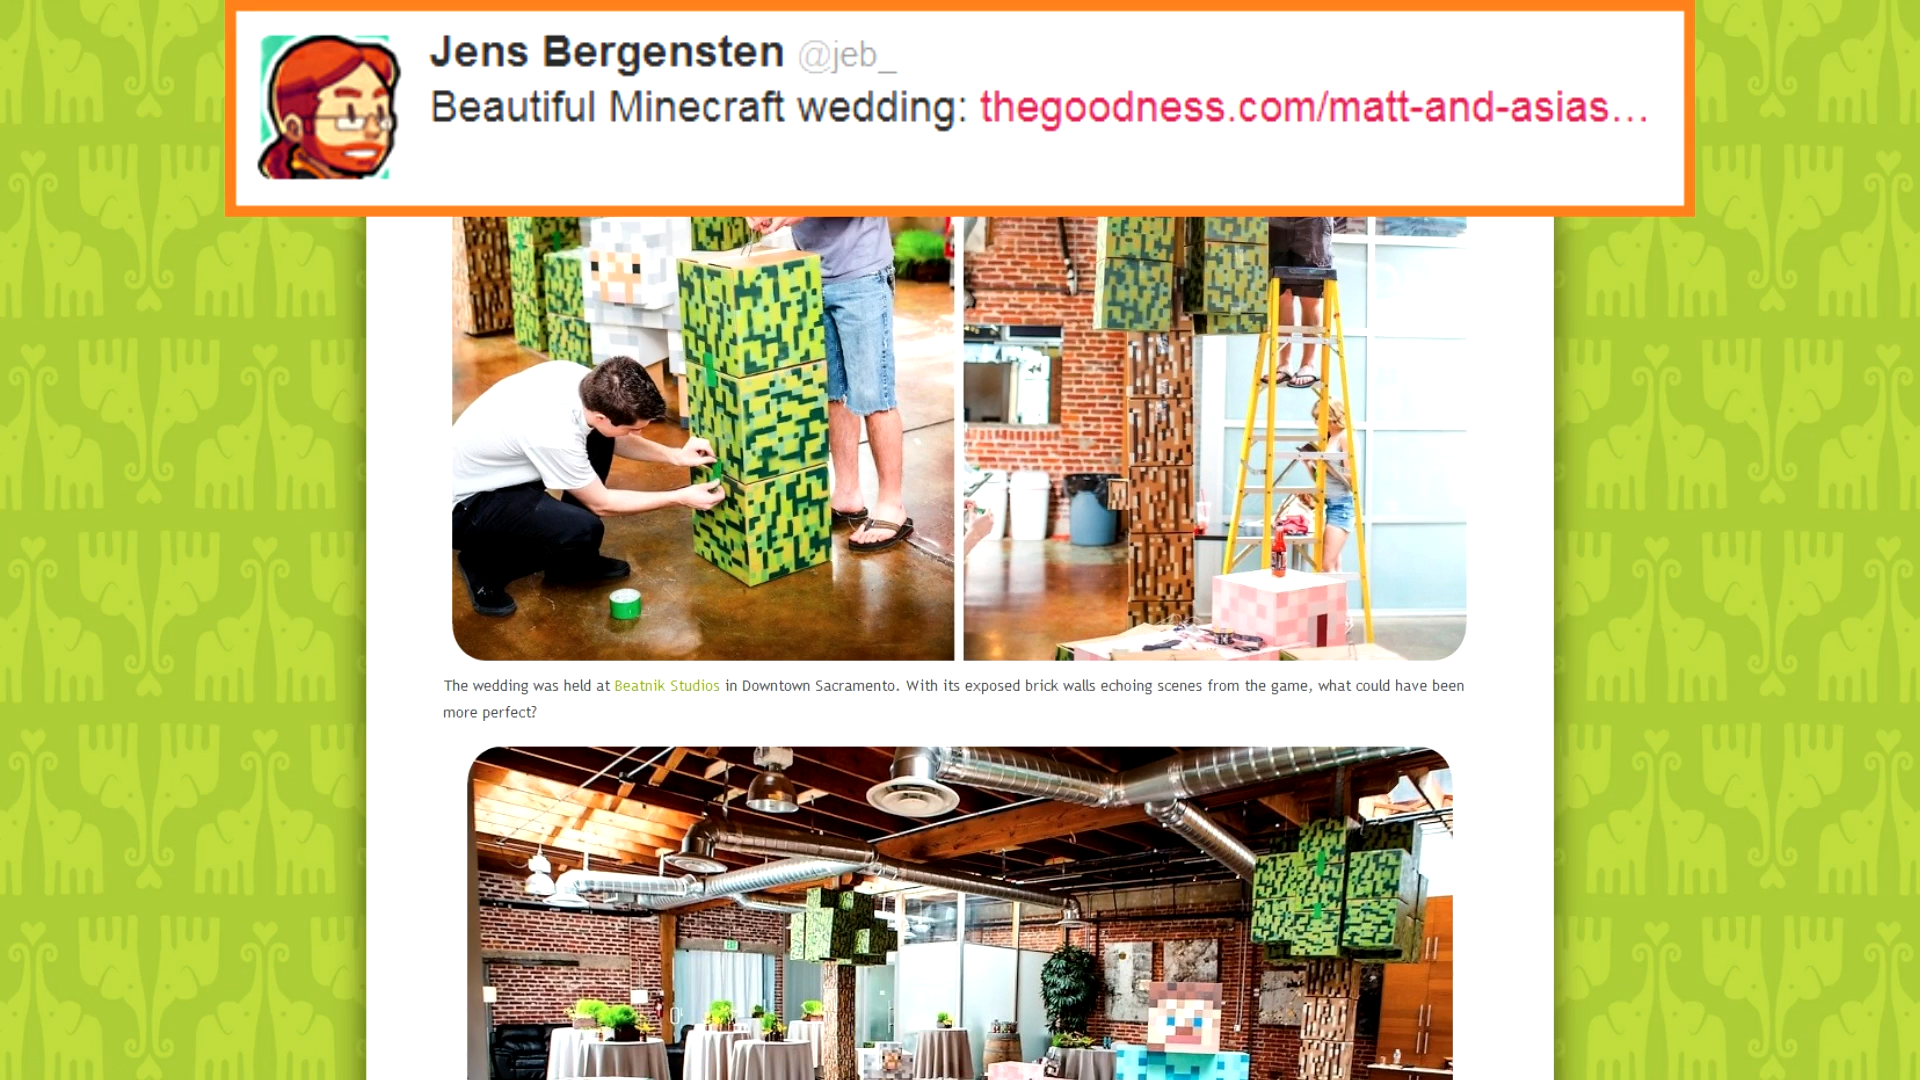 Jens Bergensten @jeb_
Beautiful Minecraft wedding: thegoodness.com/matt-and-asias...
The wedding was held at Beatnik Studios in Downtown Sacramento. With its exposed brick walls echoing scenes from the game, what could have been
more perfect?